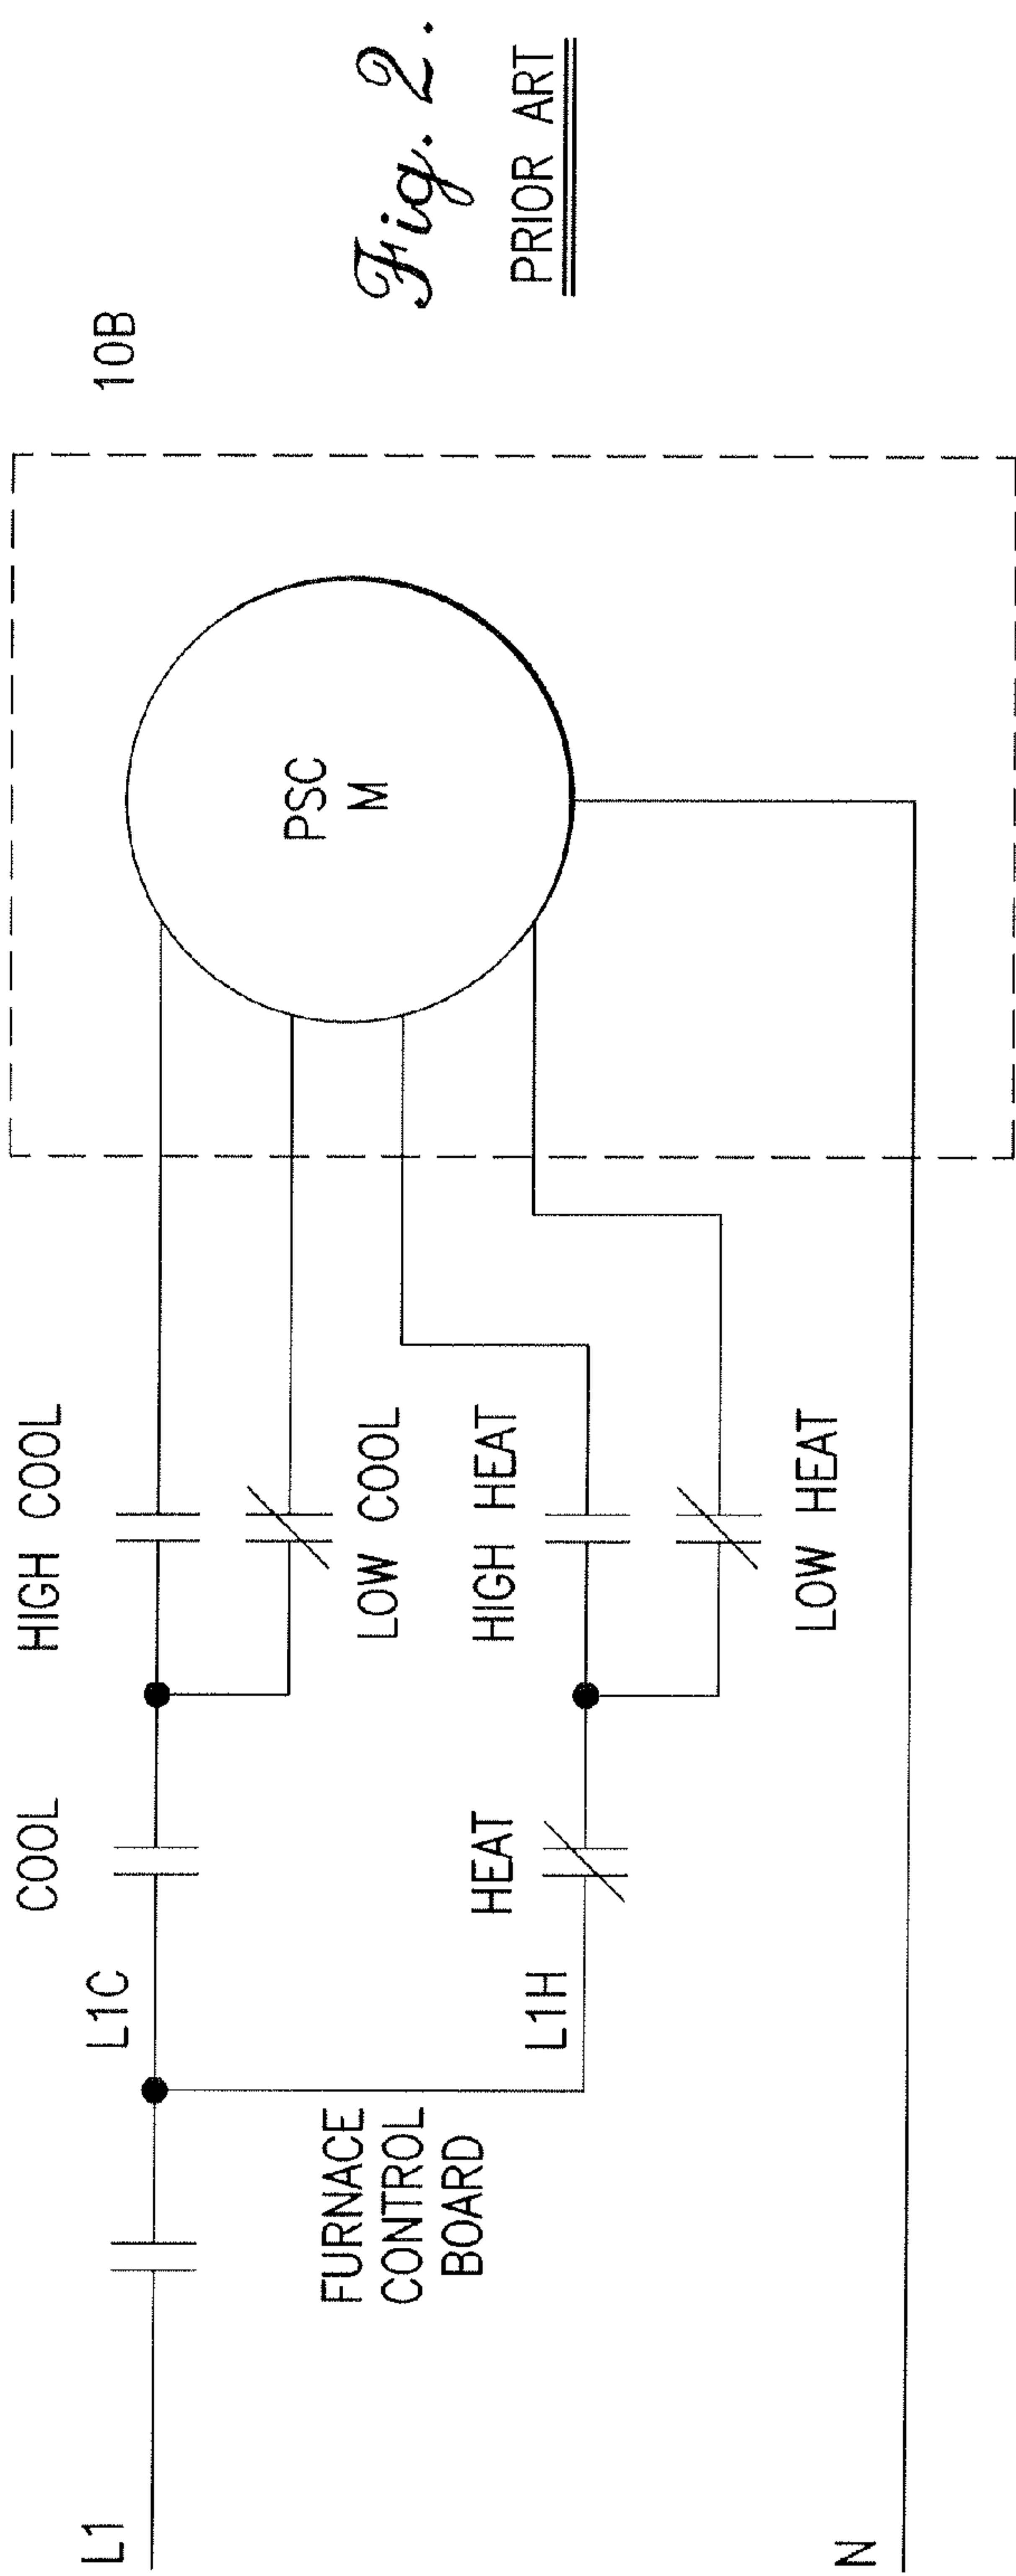 L1
N
FURNACE
CONTROL
BOARD
L1C
L1H
COOL
HEAT
HIGH COOL
LOW COOL
HIGH HEAT
LOW HEAT
PSC
M
10B
Fig. 2.
PRIOR ART